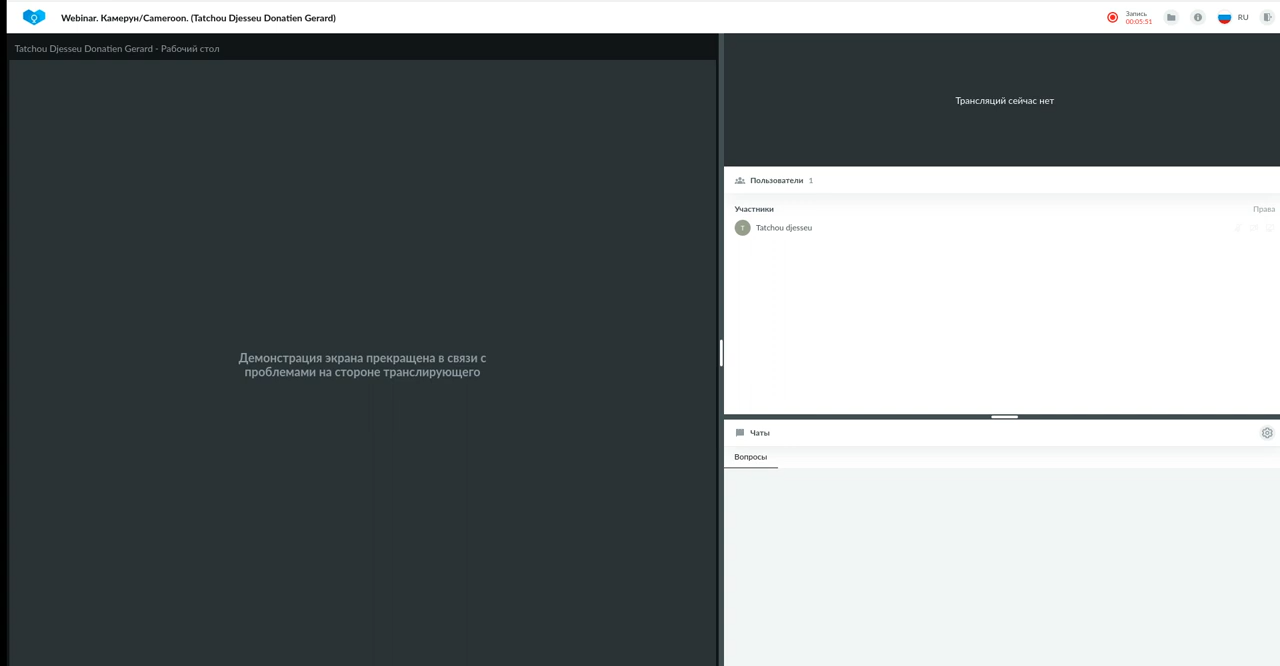 Webinar. Камерун/Cameroon. (Tatchou Djesseu Donatien Gerard)
Запись
00:05:51
RU
Tatchou Djesseu Donatien Gerard - Рабочий стол
Трансляций сейчас нет
Пользователи 1
Участники
Права
T
Tatchou djesseu
Демонстрация экрана прекращена в связи с
проблемами на стороне транслирующего
Чаты
Вопросы